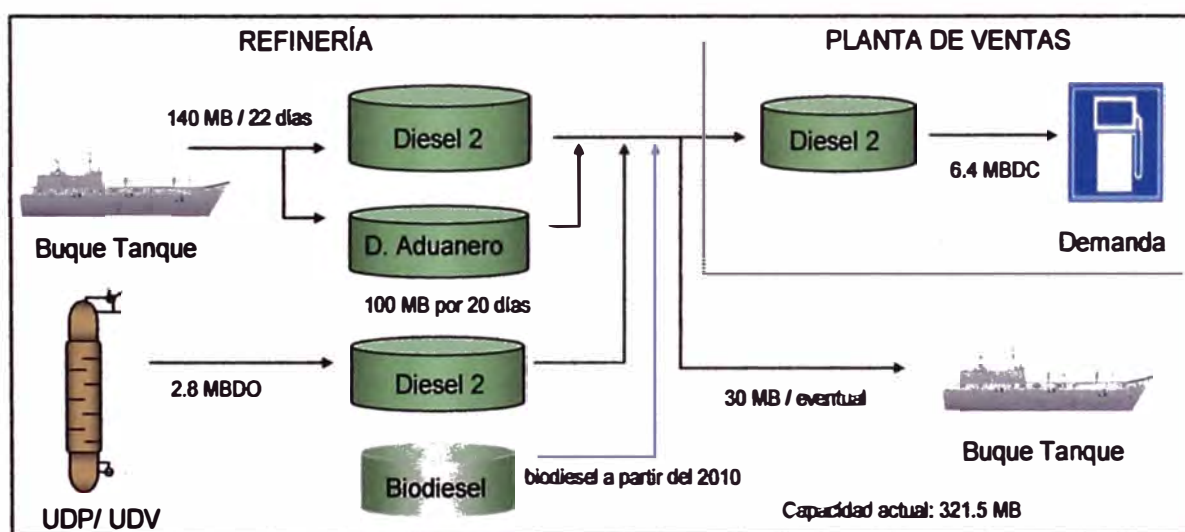 REFINERÍA
PLANTA DE VENTAS
140 MB / 22 días
Diesel 2
Diesel 2
6.4 MBDC
Buque Tanque
D. Aduanero
Demanda
100 MB por 20 días
2.8 MBDO
Diesel 2
30 MB / eventual
Biodiesel
biodiesel a partir del 2010
Buque Tanque
UDP/ UDV
Capacidad actual: 321.5 MB